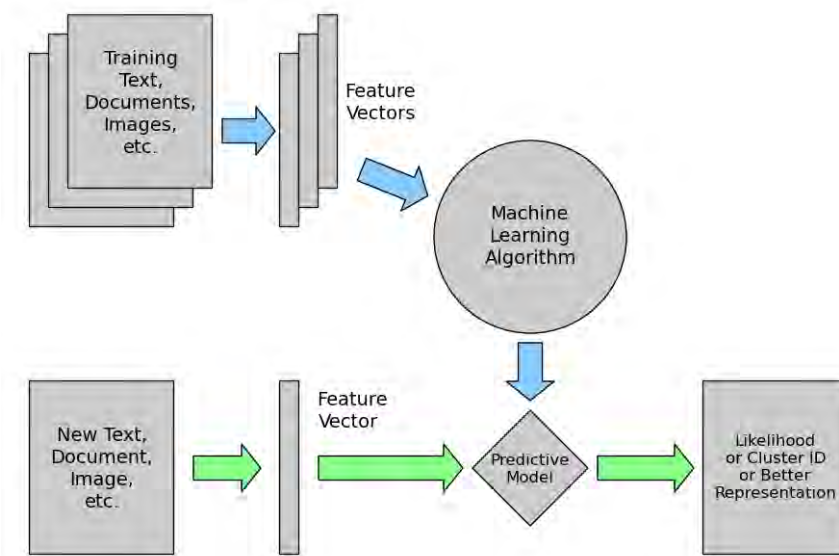 Training
Text,
Documents,
Images,
etc.
Feature
Vectors
Machine
Learning
Algorithm
New Text,
Document,
Image,
etc.
Feature
Vector
Predictive
Model
Likelihood
or Cluster ID
or Better
Representation